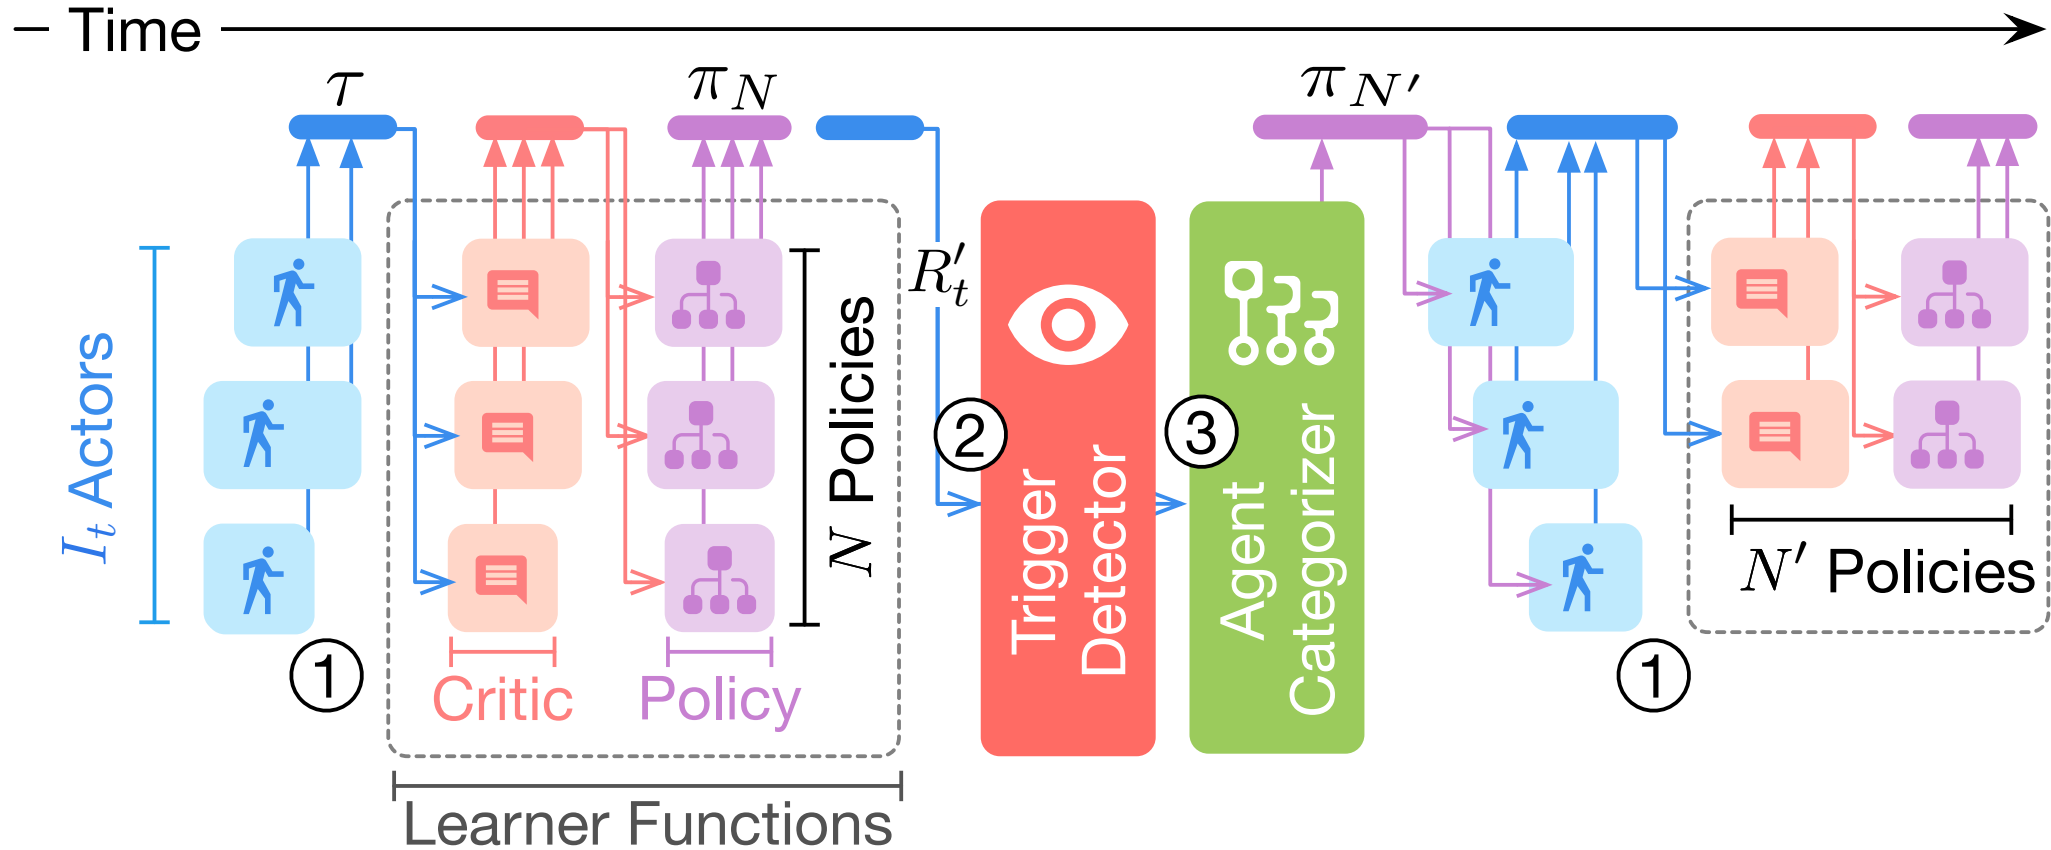 Time
τ
π_N
π_{N'}
R'_t
I_t Actors
N Policies
②
Trigger
Detector
③
Agent
Categorizer
N' Policies
①
Critic
Policy
①
Learner Functions